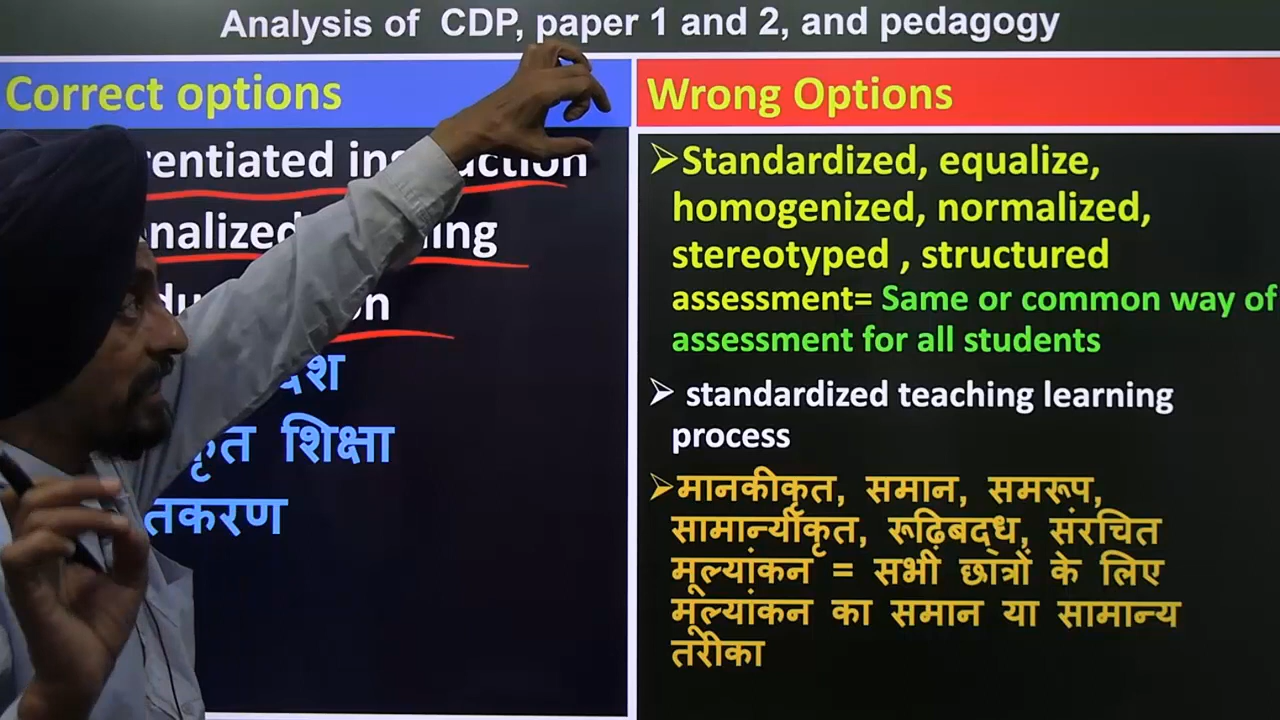 Analysis of CDP, paper 1 and 2, and pedagogy
Correct options
शिक्षा
Wrong Options
➢Standardized, equalize,
homogenized, normalized,
stereotyped , structured
assessment= Same or common way of
assessment for all students
➢ standardized teaching learning
process
➢मानकीकृत, समान, समरूप,
सामान्यीकृत, रूढ़िबद्ध, संरचित
मूल्यांकन = सभी छात्रों के लिए
मूल्यांकन का समान या सामान्य
तरीका